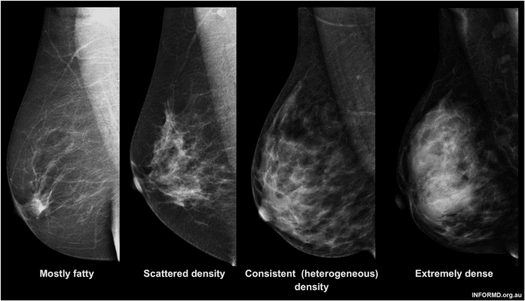 Mostly fatty
Scattered density
Consistent (heterogeneous)
density
Extremely dense
INFORMD.org.au